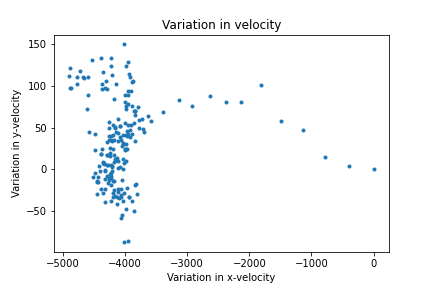 Variation in velocity
150
100
50
0
−50
Variation in y-velocity
−5000 −4000 −3000 −2000 −1000 0
Variation in x-velocity